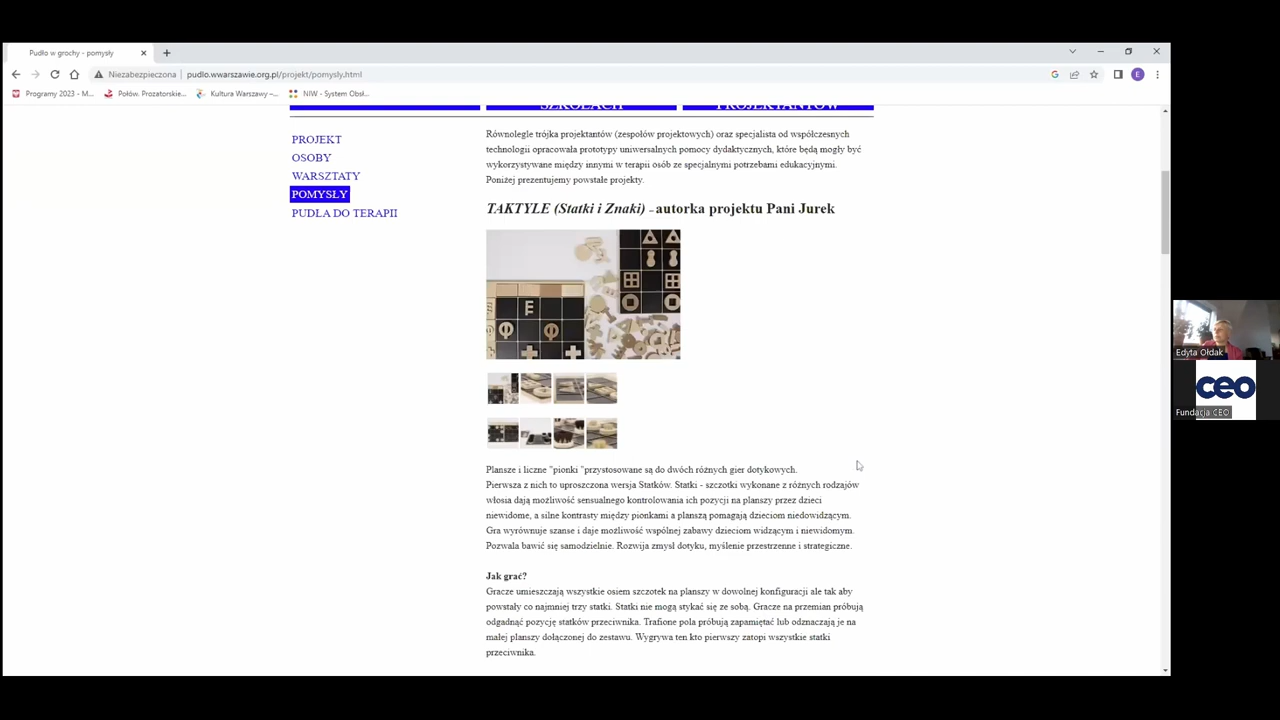 Pudło w grochy - pomysły
Niezabezpieczona
pudlo.wwarszawie.org.pl/projekt/pomysly.html
E
Programy 2023 - M...
Połów. Prozatorskie...
Kultura Warszawy –...
NIW - System Obsł...
SZKOŁACH
PROJEKTANTÓW
PROJEKT
OSOBY
WARSZTATY
POMYSŁY
PUDŁA DO TERAPII
Równolegle trójka projektantów (zespołów projektowych) oraz specjalista od współczesnych
technologii opracowała prototypy uniwersalnych pomocy dydaktycznych, które będą mogły być
wykorzystywane między innymi w terapii osób ze specjalnymi potrzebami edukacyjnymi.
Poniżej prezentujemy powstałe projekty.
TAKTYLE (Statki i Znaki) - autorka projektu Pani Jurek
Plansze i liczne "pionki "przystosowane są do dwóch różnych gier dotykowych.
Pierwsza z nich to uproszczona wersja Statków. Statki - szczotki wykonane z różnych rodzajów
włosia dają możliwość sensualnego kontrolowania ich pozycji na planszy przez dzieci
niewidome, a silne kontrasty między pionkami a planszą pomagają dzieciom niedowidzącym.
Gra wyrównuje szanse i daje możliwość wspólnej zabawy dzieciom widzącym i niewidomym.
Pozwala bawić się samodzielnie. Rozwija zmysł dotyku, myślenie przestrzenne i strategiczne.
Jak grać?
Gracze umieszczają wszystkie osiem szczotek na planszy w dowolnej konfiguracji ale tak aby
powstały co najmniej trzy statki. Statki nie mogą stykać się ze sobą. Gracze na przemian próbują
odgadnąć pozycję statków przeciwnika. Trafione pola próbują zapamiętać lub odznaczają je na
małej planszy dołączonej do zestawu. Wygrywa ten kto pierwszy zatopi wszystkie statki
przeciwnika.
Edyta Ołdak
ceo
Fundacja CEO